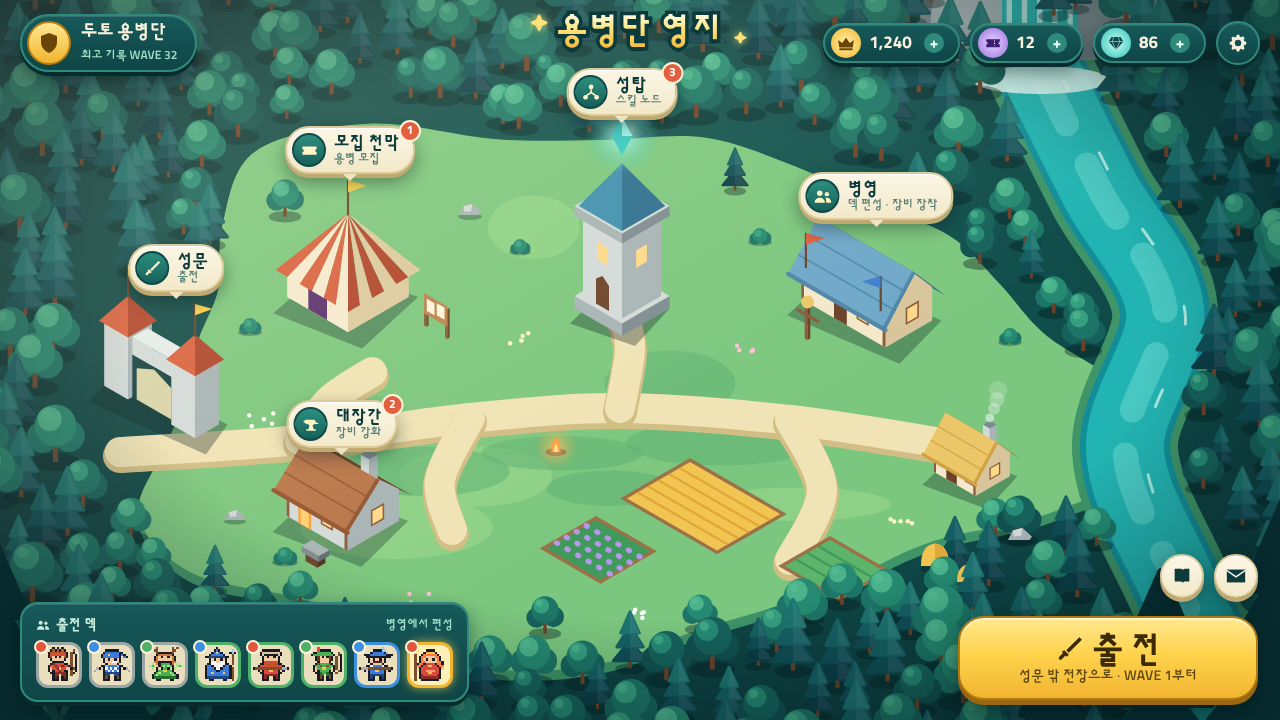 두토 용병단
최고 기록 WAVE 32
용병단 영지
1,240 +
12 +
86 +
성탑
스킬 노드
3
모집 천막
용병 모집
1
병영
덱 편성 · 장비 장착
성문
출전
대장간
장비 강화
2
출전 덱
병영에서 편성
출전
성문 밖 전장으로 · WAVE 1부터